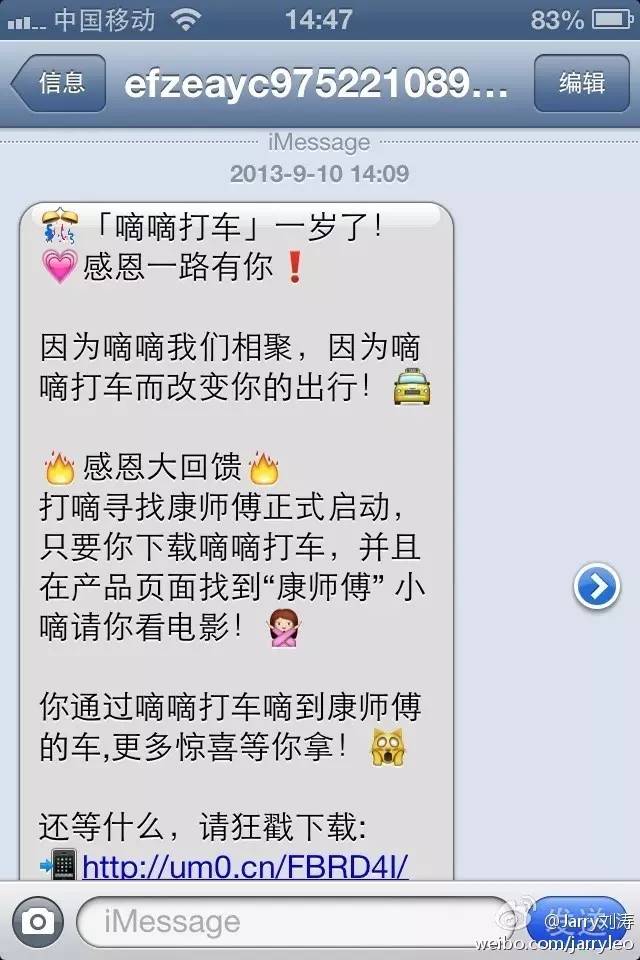 中国移动 14:47 83%
信息 efzeayc975221089... 编辑
iMessage
2013-9-10 14:09
「嘀嘀打车」一岁了!
感恩一路有你❗
因为嘀嘀我们相聚，因为嘀
嘀打车而改变你的出行!
感恩大回馈
打嘀寻找康师傅正式启动，
只要你下载嘀嘀打车，并且
在产品页面找到“康师傅” 小
嘀请你看电影!
你通过嘀嘀打车嘀到康师傅
的车,更多惊喜等你拿!
还等什么，请狂戳下载:
http://um0.cn/FBRD4I/
iMessage 发送
@Jarry刘涛
weibo.com/jarryleo